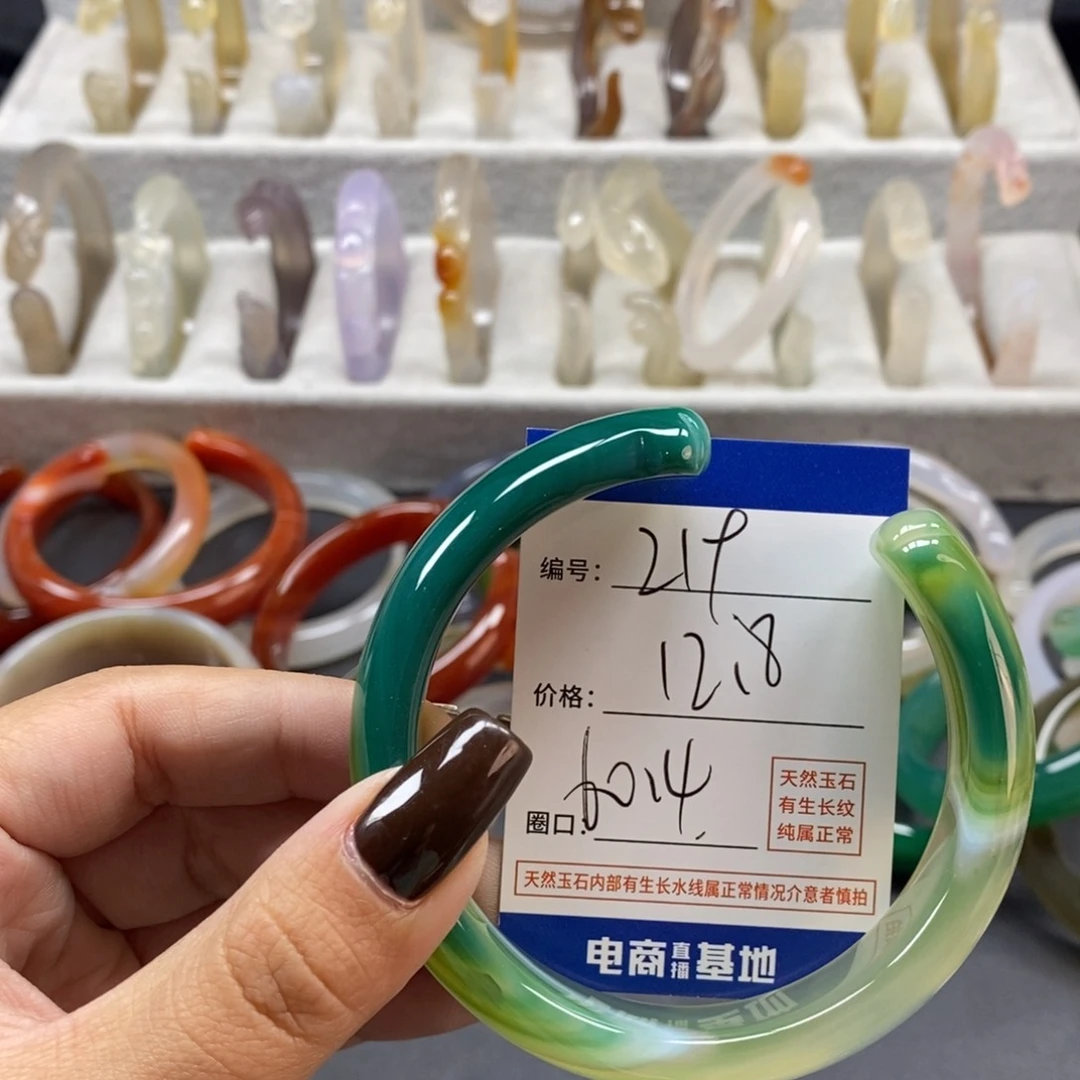 编号: 219
价格: 12.8
圈口: 60.4
天然玉石
有生长纹
纯属正常
天然玉石内部有生长水线属正常情况介意者慎拍
电商直播基地